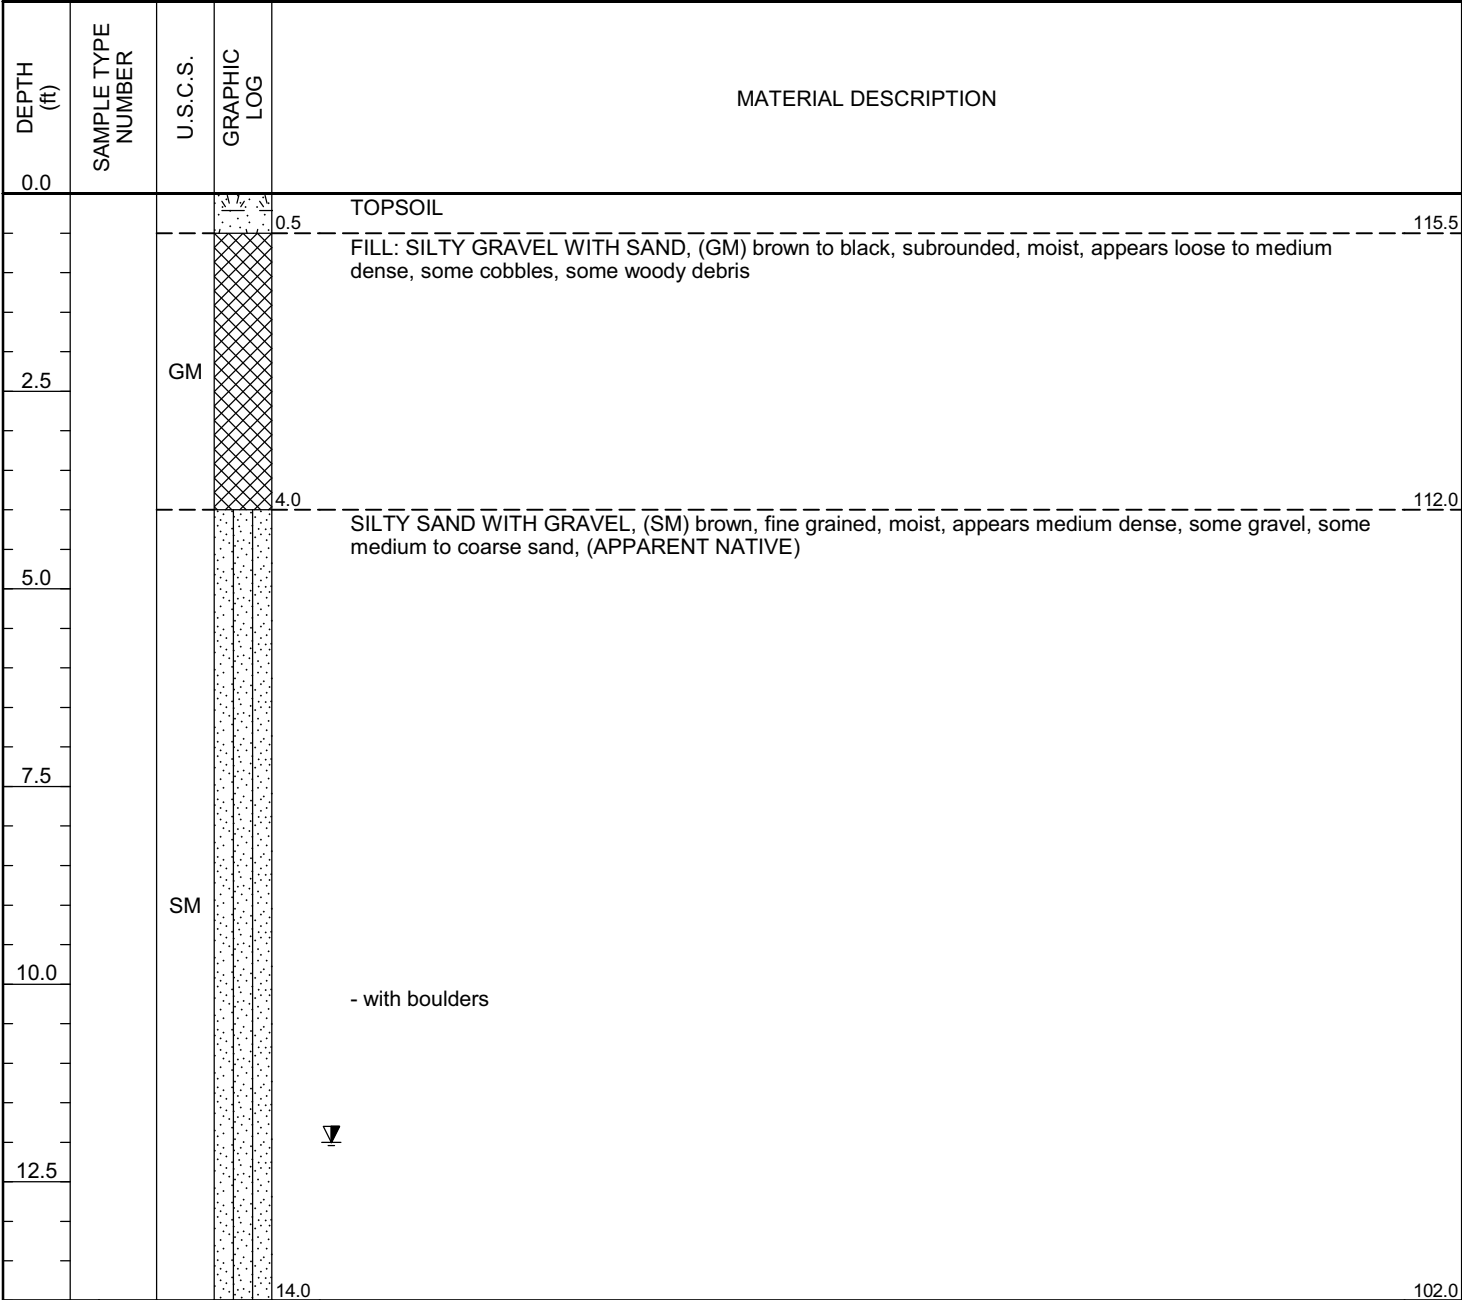 DEPTH
(ft)
SAMPLE TYPE
NUMBER
U.S.C.S.
GRAPHIC
LOG
MATERIAL DESCRIPTION
0.0
TOPSOIL
0.5
115.5
FILL: SILTY GRAVEL WITH SAND, (GM) brown to black, subrounded, moist, appears loose to medium
dense, some cobbles, some woody debris
GM
2.5
4.0
112.0
SILTY SAND WITH GRAVEL, (SM) brown, fine grained, moist, appears medium dense, some gravel, some
medium to coarse sand, (APPARENT NATIVE)
5.0
7.5
SM
10.0
- with boulders
12.5
14.0
102.0